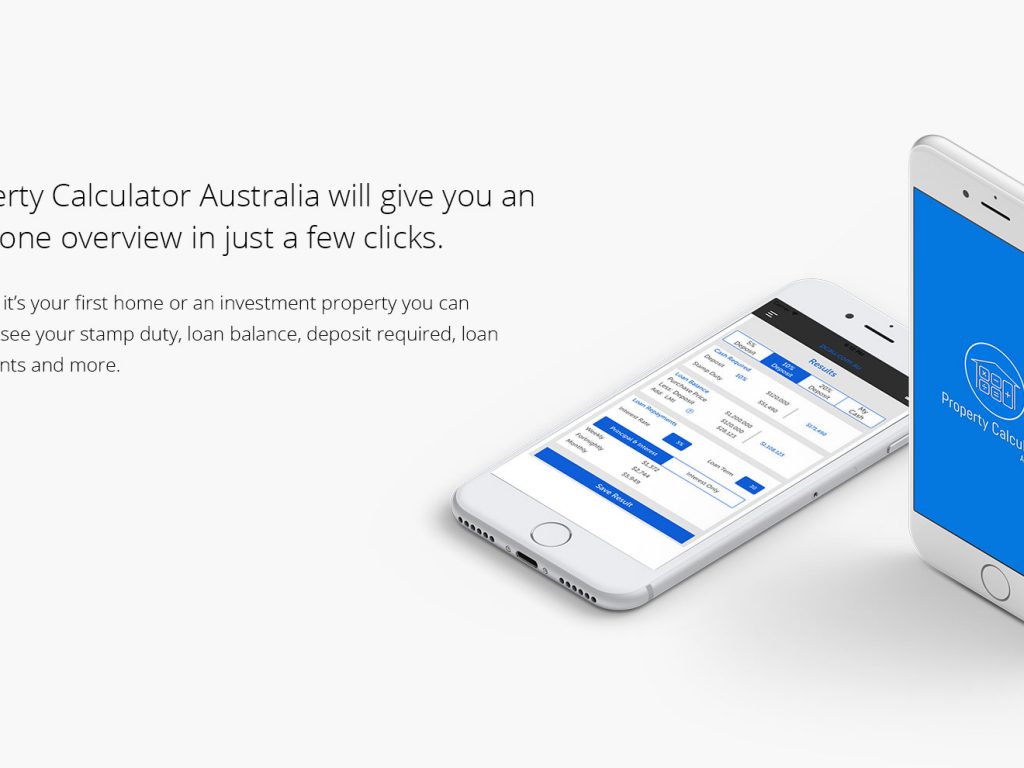 erty Calculator Australia will give you an
one overview in just a few clicks.
it's your first home or an investment property you can
see your stamp duty, loan balance, deposit required, loan
nts and more.
Results
5% Deposit
10% Deposit
20% Deposit
My Cash
Cash Required
Deposit 10% $120,000
Stamp Duty $51,490 $171,490
Loan Balance
Purchase Price $1,200,000
Less Deposit $120,000
Add LMI $28,123 $1,108,123
Loan Repayments
Interest Rate 5% Loan Term 30
Principal & Interest Interest Only
Weekly $1,372
Fortnightly $2,744
Monthly $5,949
Save Result
Property Calcu